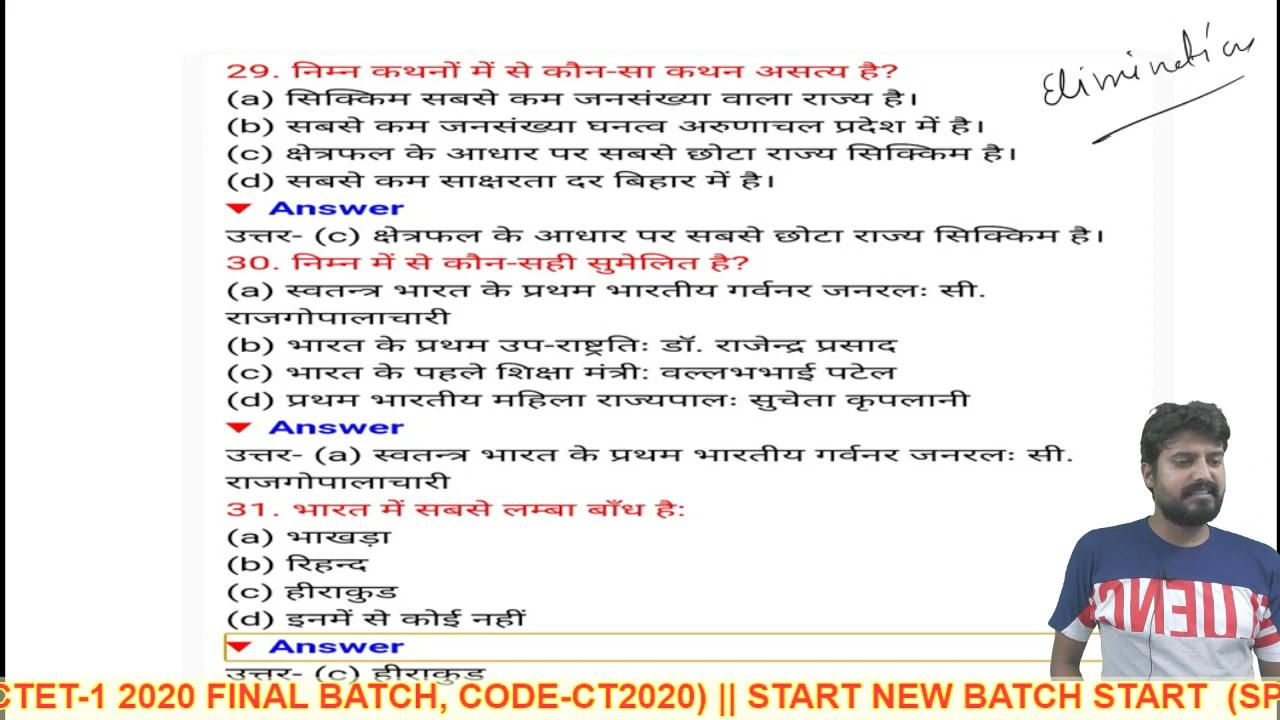 Elimination
29. निम्न कथनों में से कौन-सा कथन असत्य है?
(a) सिक्किम सबसे कम जनसंख्या वाला राज्य है।
(b) सबसे कम जनसंख्या घनत्व अरुणाचल प्रदेश में है।
(c) क्षेत्रफल के आधार पर सबसे छोटा राज्य सिक्किम है।
(d) सबसे कम साक्षरता दर बिहार में है।
Answer
उत्तर- (c) क्षेत्रफल के आधार पर सबसे छोटा राज्य सिक्किम है।
30. निम्न में से कौन-सही सुमेलित है?
(a) स्वतन्त्र भारत के प्रथम भारतीय गर्वनर जनरलः सी.
राजगोपालाचारी
(b) भारत के प्रथम उप-राष्ट्रतिः डॉ. राजेन्द्र प्रसाद
(c) भारत के पहले शिक्षा मंत्री: वल्लभभाई पटेल
(d) प्रथम भारतीय महिला राज्यपालः सुचेता कृपलानी
Answer
उत्तर- (a) स्वतन्त्र भारत के प्रथम भारतीय गर्वनर जनरलः सी.
राजगोपालाचारी
31. भारत में सबसे लम्बा बाँध है:
(a) भाखड़ा
(b) रिहन्द
(c) हीराकुड
(d) इनमें से कोई नहीं
Answer
उत्तर- (c) हीराकुड
CTET-1 2020 FINAL BATCH, CODE-CT2020) || START NEW BATCH START (SP